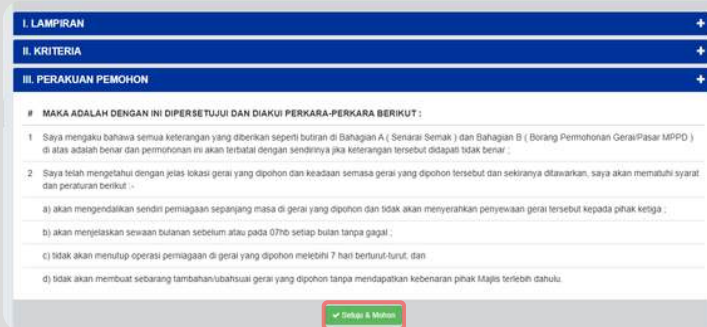 I. LAMPIRAN +
II. KRITERIA +
III. PERAKUAN PEMOHON +
# MAKA ADALAH DENGAN INI DIPERSETUJUI DAN DIAKUI PERKARA-PERKARA BERIKUT :
1 Saya mengaku bahawa semua keterangan yang diberikan seperti butiran di Bahagian A ( Senarai Semak ) dan Bahagian B ( Borang Permohonan Gerai/Pasar MPPD )
di atas adalah benar dan permohonan ini akan terbatal dengan sendirinya jika keterangan tersebut didapati tidak benar ;
2 Saya telah mengetahui dengan jelas lokasi gerai yang dipohon dan keadaan semasa gerai yang dipohon tersebut dan sekiranya ditawarkan, saya akan mematuhi syarat
dan peraturan berikut :-
a) akan mengendalikan sendiri perniagaan sepanjang masa di gerai yang dipohon dan tidak akan menyerahkan penyewaan gerai tersebut kepada pihak ketiga ;
b) akan menjelaskan sewaan bulanan sebelum atau pada 07hb setiap bulan tanpa gagal ;
c) tidak akan menutup operasi perniagaan di gerai yang dipohon melebihi 7 hari berturut-turut; dan
d) tidak akan membuat sebarang tambahan/ubahsuai gerai yang dipohon tanpa mendapatkan kebenaran pihak Majlis terlebih dahulu.
✔ Setuju & Mohon